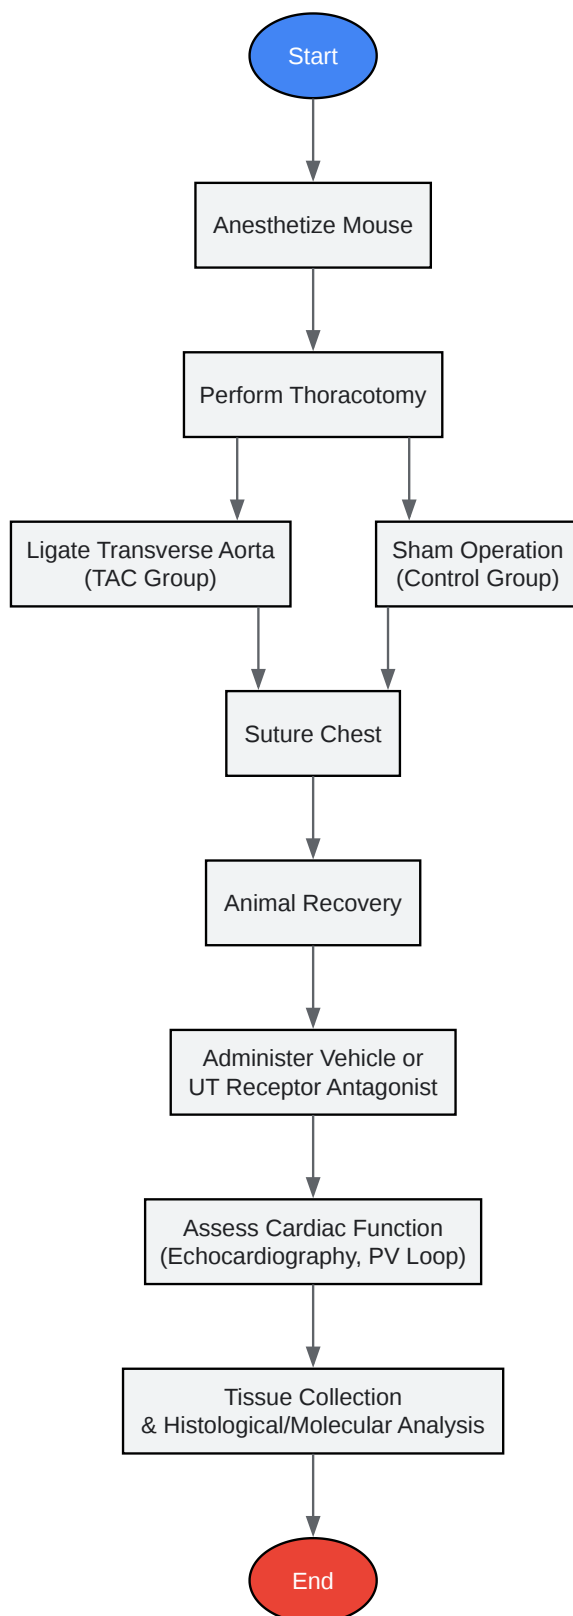 Start
Anesthetize Mouse
Perform Thoracotomy
Ligate Transverse Aorta
(TAC Group)
Sham Operation
(Control Group)
Suture Chest
Animal Recovery
Administer Vehicle or
UT Receptor Antagonist
Assess Cardiac Function
(Echocardiography, PV Loop)
Tissue Collection
& Histological/Molecular Analysis
End